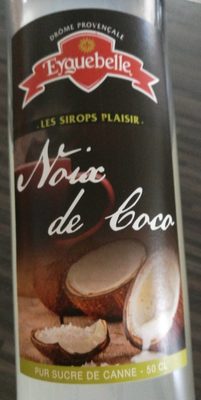 DRÔME PROVENÇALE
Eyguebelle
· LES SIROPS PLAISIR ·
Noix
de Coco
PUR SUCRE DE CANNE - 50 CL